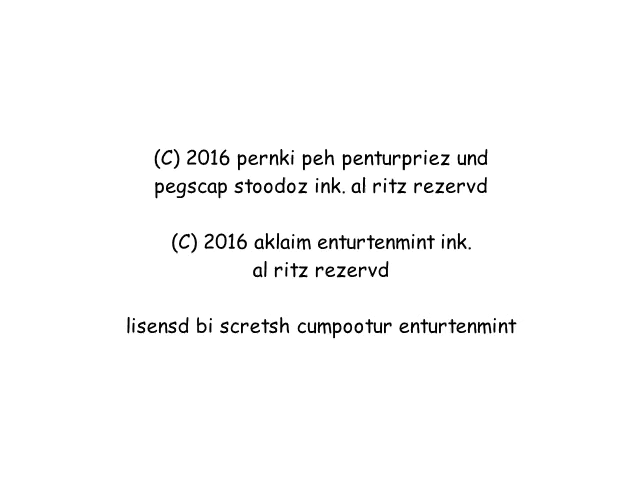 (C) 2016 pernki peh penturpriez und
pegscap stoodoz ink. al ritz rezervd
(C) 2016 aklaim enturtenmint ink.
al ritz rezervd
lisensd bi scretsh cumpootur enturtenmint